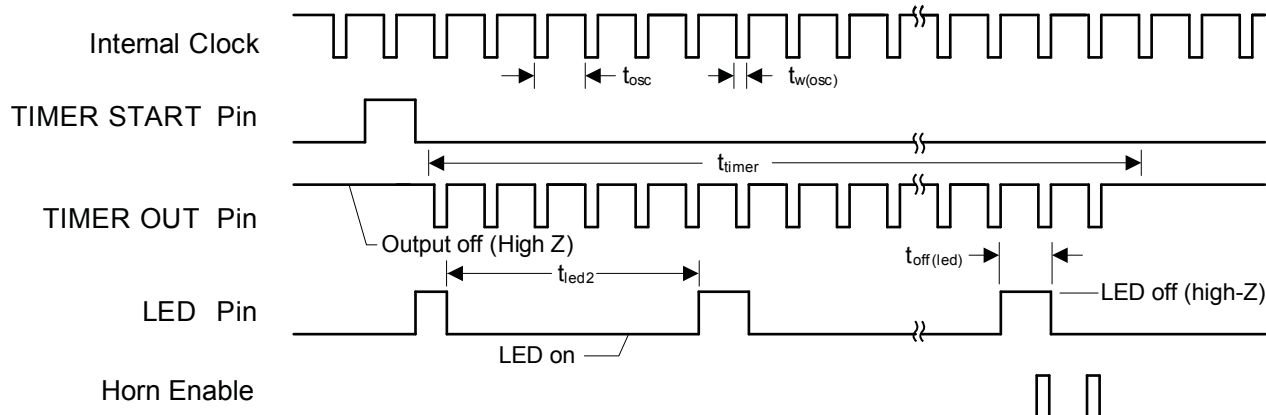 Internal Clock
tosc
tw(osc)
TIMER START Pin
ttimer
TIMER OUT Pin
Output off (High Z)
toff(led)
tled2
LED off (high-Z)
LED Pin
LED on
Horn Enable